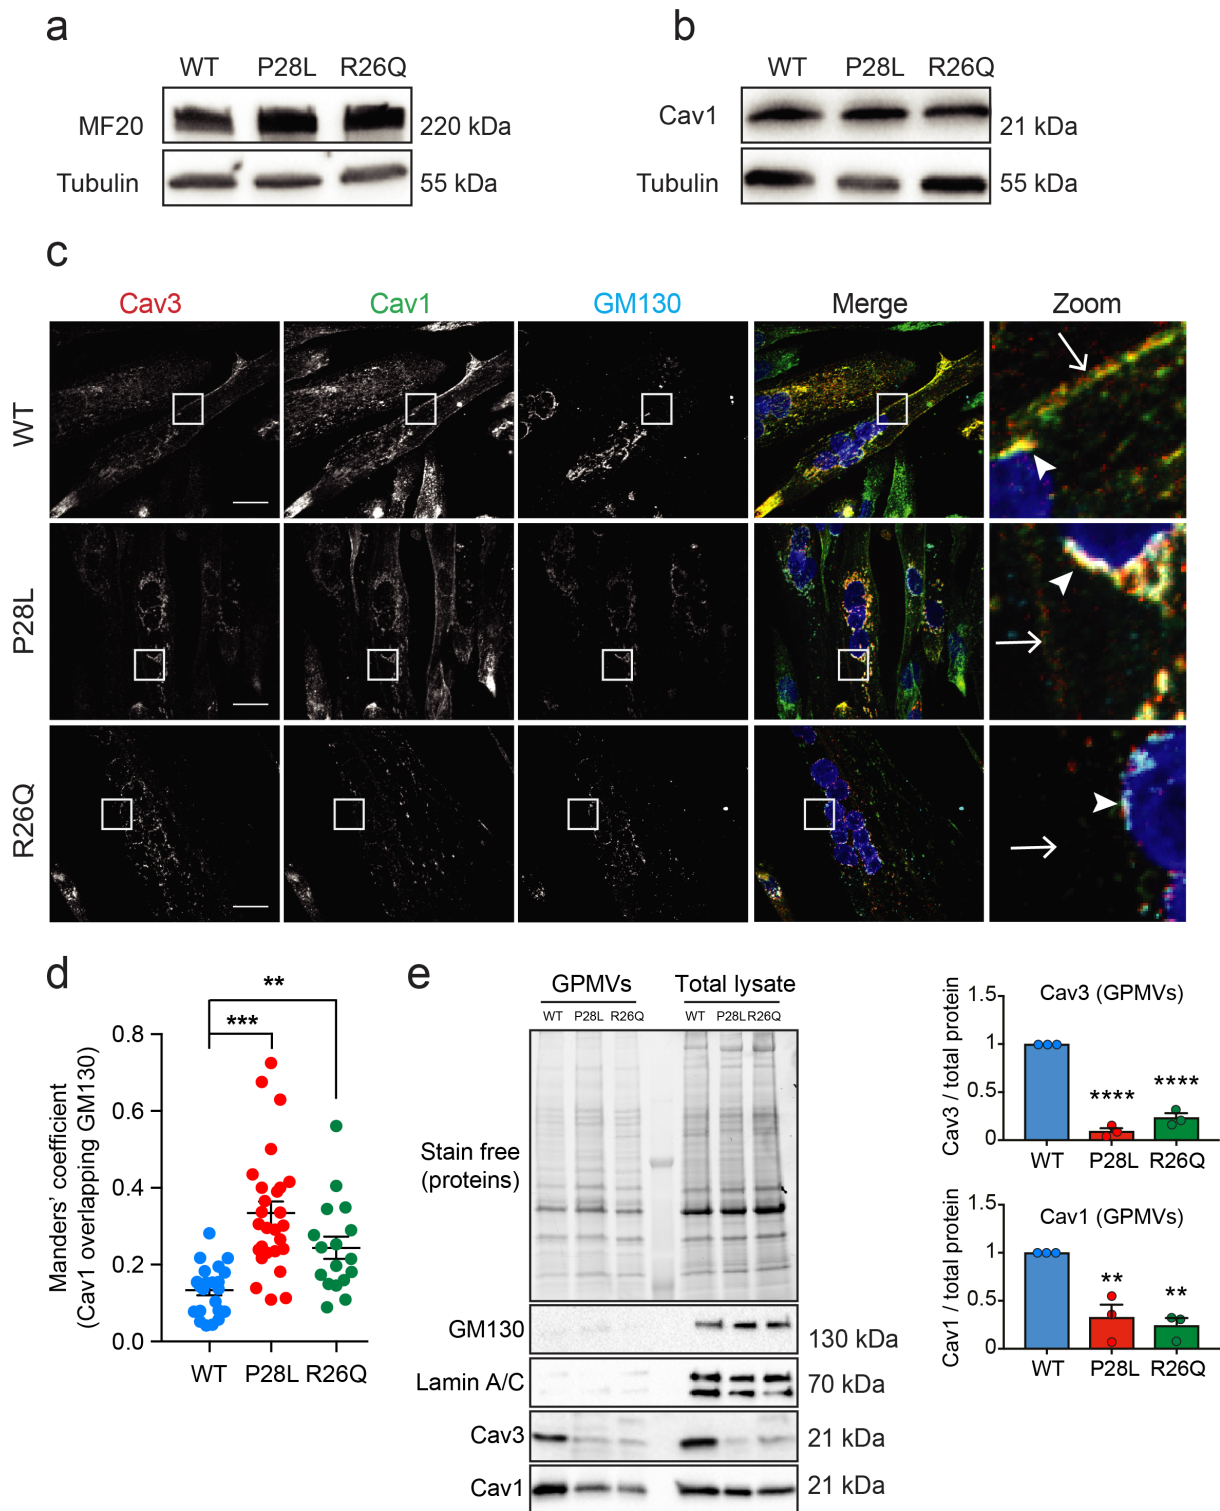 a
WT P28L R26Q
MF20 220 kDa
Tubulin 55 kDa
b
WT P28L R26Q
Cav1 21 kDa
Tubulin 55 kDa
c
Cav3 Cav1 GM130 Merge Zoom
WT
P28L
R26Q
d
** 
***
Manders’ coefficient
(Cav1 overlapping GM130)
0.8
0.6
0.4
0.2
0.0
WT P28L R26Q
e
GPMVs Total lysate
WT P28L R26Q WT P28L R26Q
Stain free
(proteins)
GM130 130 kDa
Lamin A/C 70 kDa
Cav3 21 kDa
Cav1 21 kDa
Cav3 (GPMVs)
Cav3 / total protein
1.5
1
0.5
0
**** ****
WT P28L R26Q
Cav1 (GPMVs)
Cav1 / total protein
1.5
1
0.5
0
** **
WT P28L R26Q